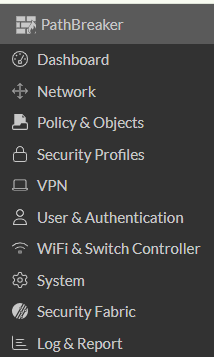 PathBreaker
Dashboard
Network
Policy & Objects
Security Profiles
VPN
User & Authentication
WiFi & Switch Controller
System
Security Fabric
Log & Report